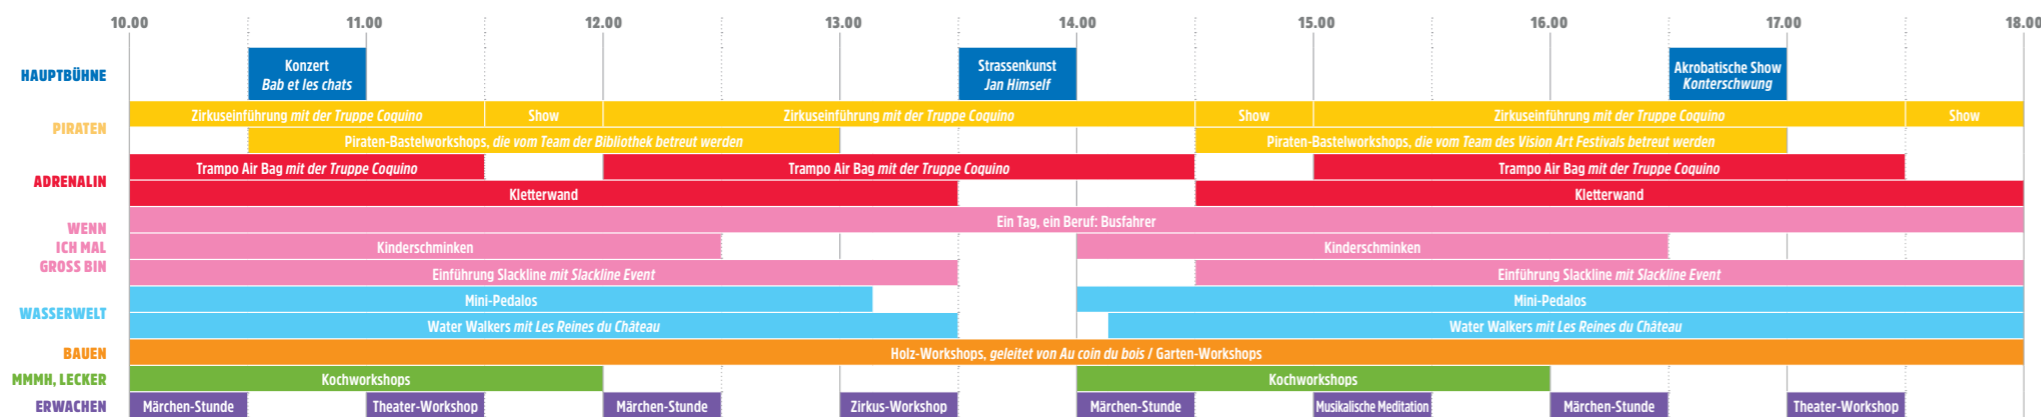 10.00 11.00 12.00 13.00 14.00 15.00 16.00 17.00 18.00
HAUPTBÜHNE
Konzert
Bab et les chats
Strassenkunst
Jan Himself
Akrobatische Show
Konterschwung
PIRATEN
Zirkuseinführung mit der Truppe Coquino Show Zirkuseinführung mit der Truppe Coquino Show Zirkuseinführung mit der Truppe Coquino Show
Piraten-Bastelworkshops, die vom Team der Bibliothek betreut werden Piraten-Bastelworkshops, die vom Team des Vision Art Festivals betreut werden
ADRENALIN
Trampo Air Bag mit der Truppe Coquino Trampo Air Bag mit der Truppe Coquino Trampo Air Bag mit der Truppe Coquino
Kletterwand Kletterwand
WENN
ICH MAL
GROSS BIN
Ein Tag, ein Beruf: Busfahrer
Kinderschminken Kinderschminken
Einführung Slackline mit Slackline Event Einführung Slackline mit Slackline Event
WASSERWELT
Mini-Pedalos Mini-Pedalos
Water Walkers mit Les Reines du Château Water Walkers mit Les Reines du Château
BAUEN Holz-Workshops, geleitet von Au coin du bois / Garten-Workshops
MMMH, LECKER Kochworkshops Kochworkshops
ERWACHEN Märchen-Stunde Theater-Workshop Märchen-Stunde Zirkus-Workshop Märchen-Stunde Musikalische Meditation Märchen-Stunde Theater-Workshop